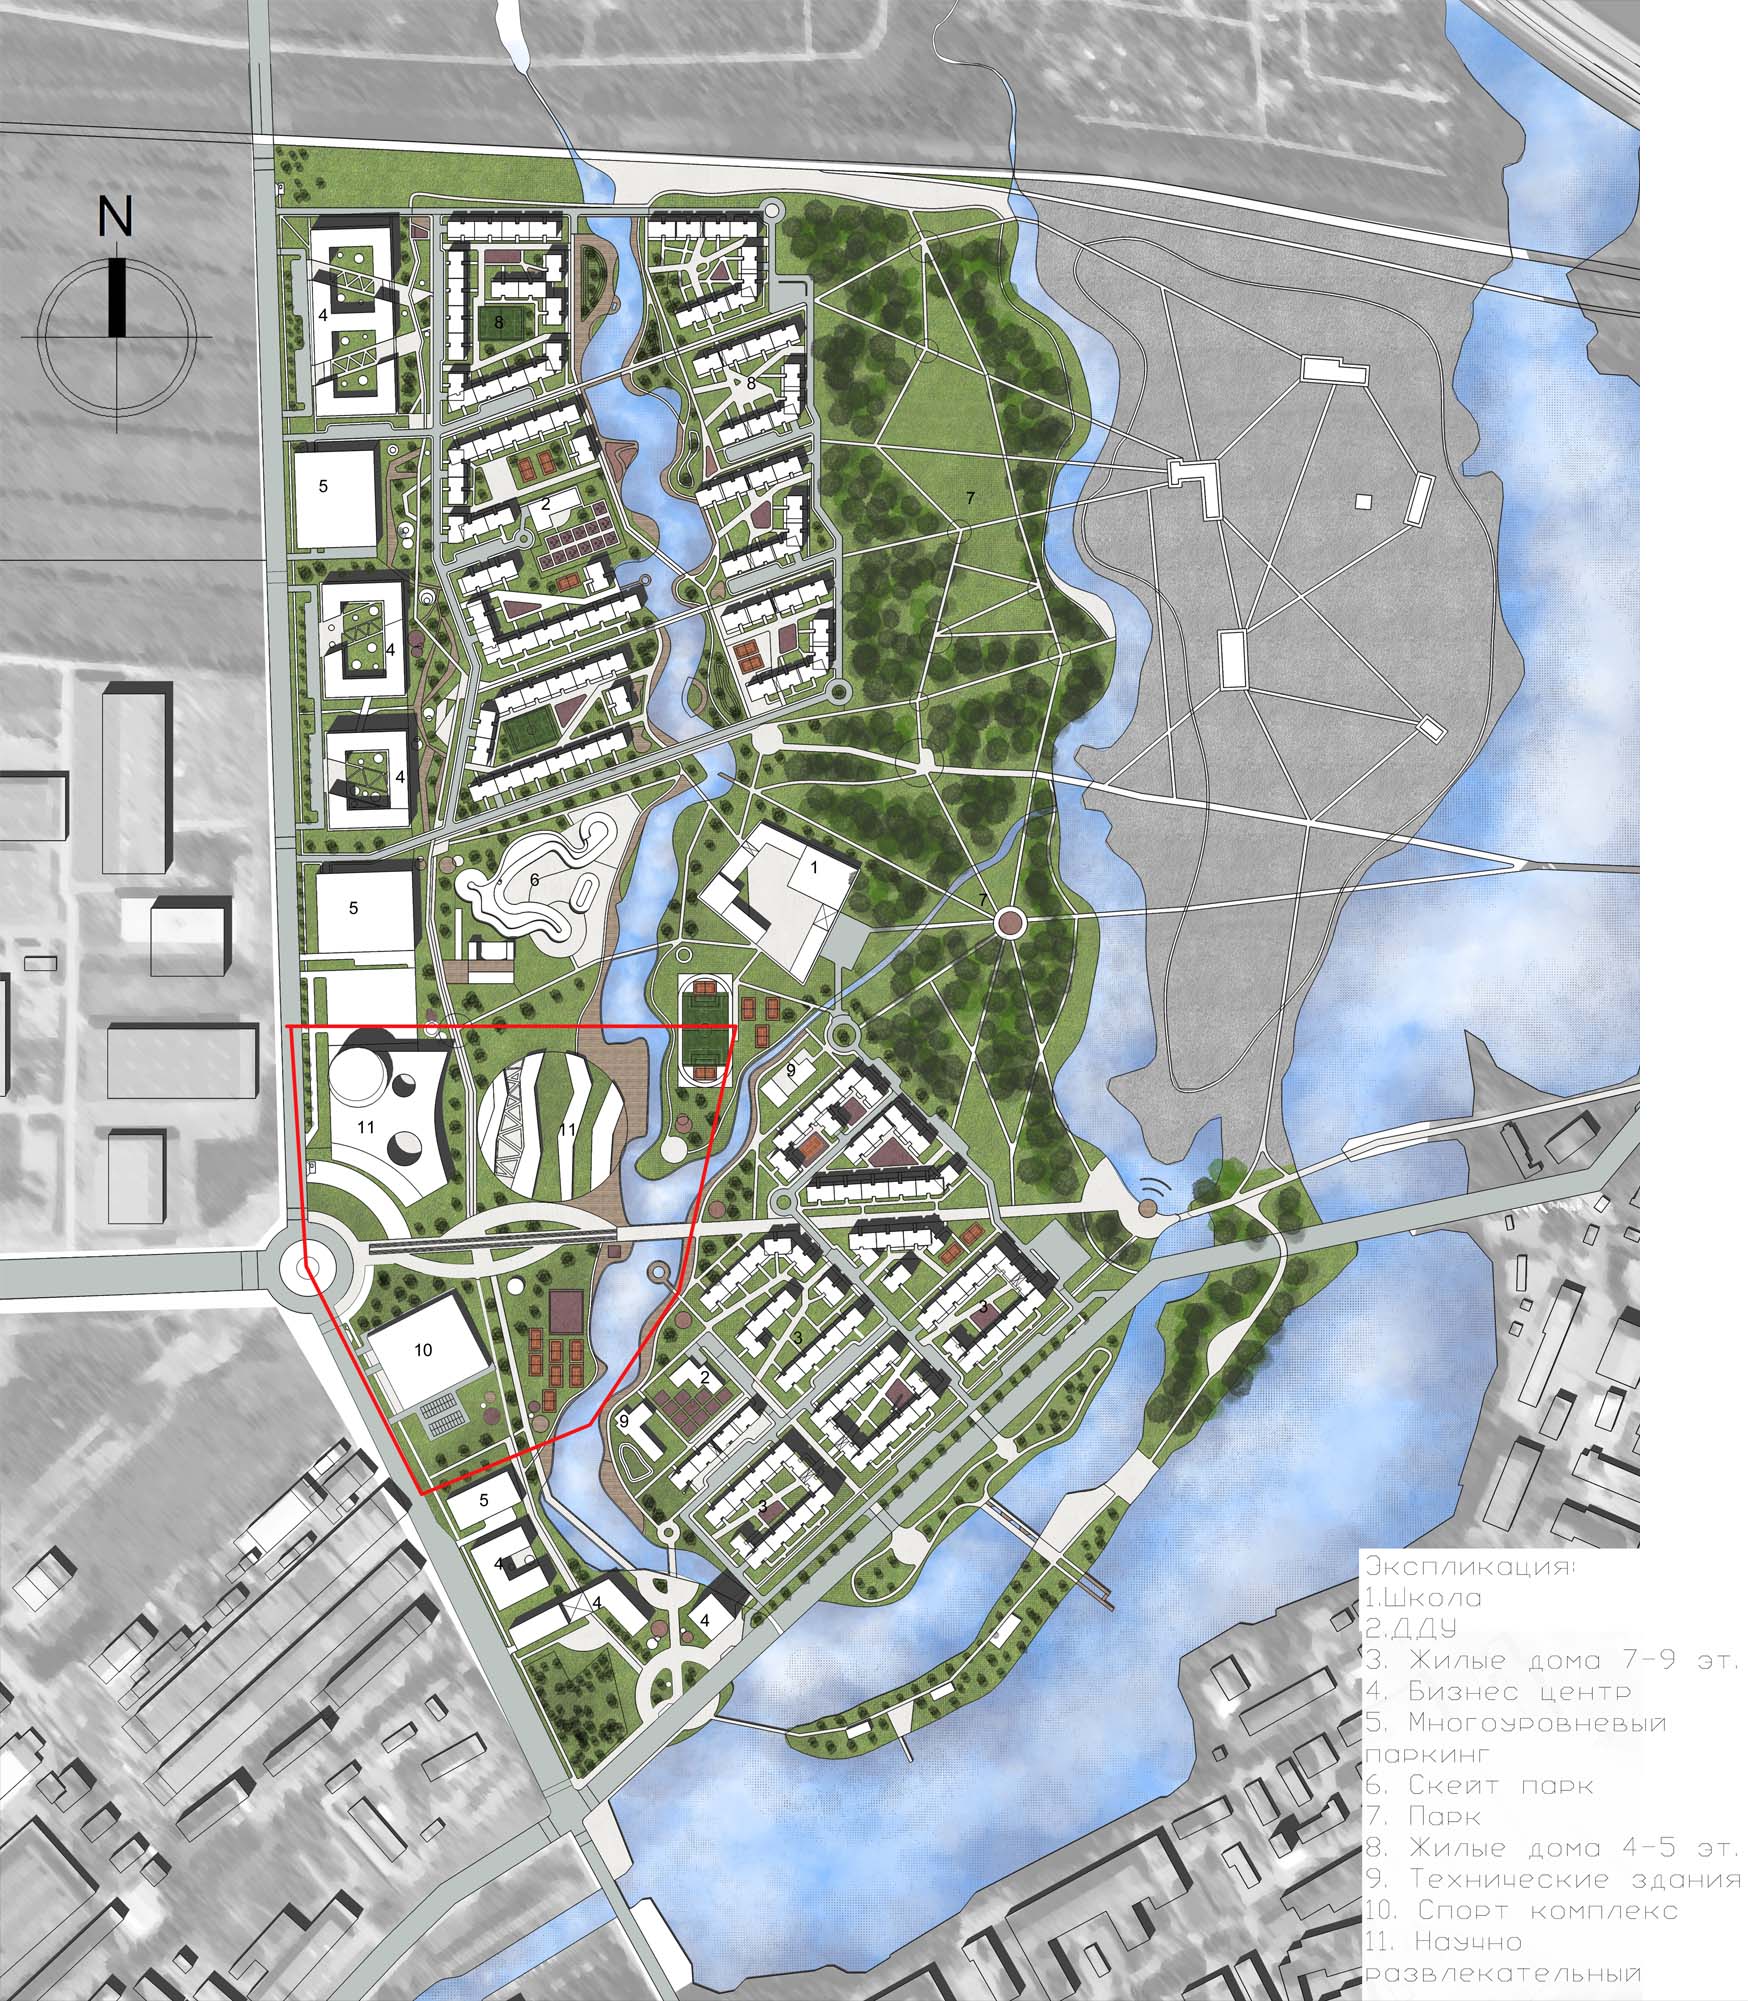 N
4
8
8
5
2
7
4
4
1
6
7
5
9
11
11
3
10
3
2
9
5
3
4
4
4
Экспликация:
1.Школа
2.ДДУ
3. Жилые дома 7-9 эт.
4. Бизнес центр
5. Многоуровневый
паркинг
6. Скейт парк
7. Парк
8. Жилые дома 4-5 эт.
9. Технические здания
10. Спорт комплекс
11. Научно
развлекательный